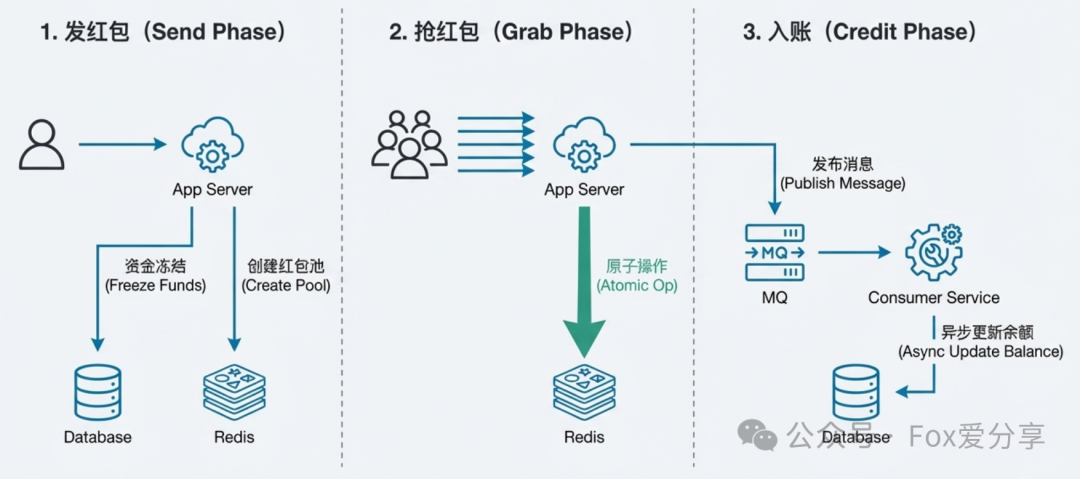 1. 发红包（Send Phase）
App Server
资金冻结
(Freeze Funds)
创建红包池
(Create Pool)
Database
Redis
2. 抢红包（Grab Phase）
App Server
原子操作
(Atomic Op)
Redis
3. 入账（Credit Phase）
发布消息
(Publish Message)
MQ
MQ
Consumer Service
异步更新余额
(Async Update Balance)
Database
公众号 · Fox爱分享